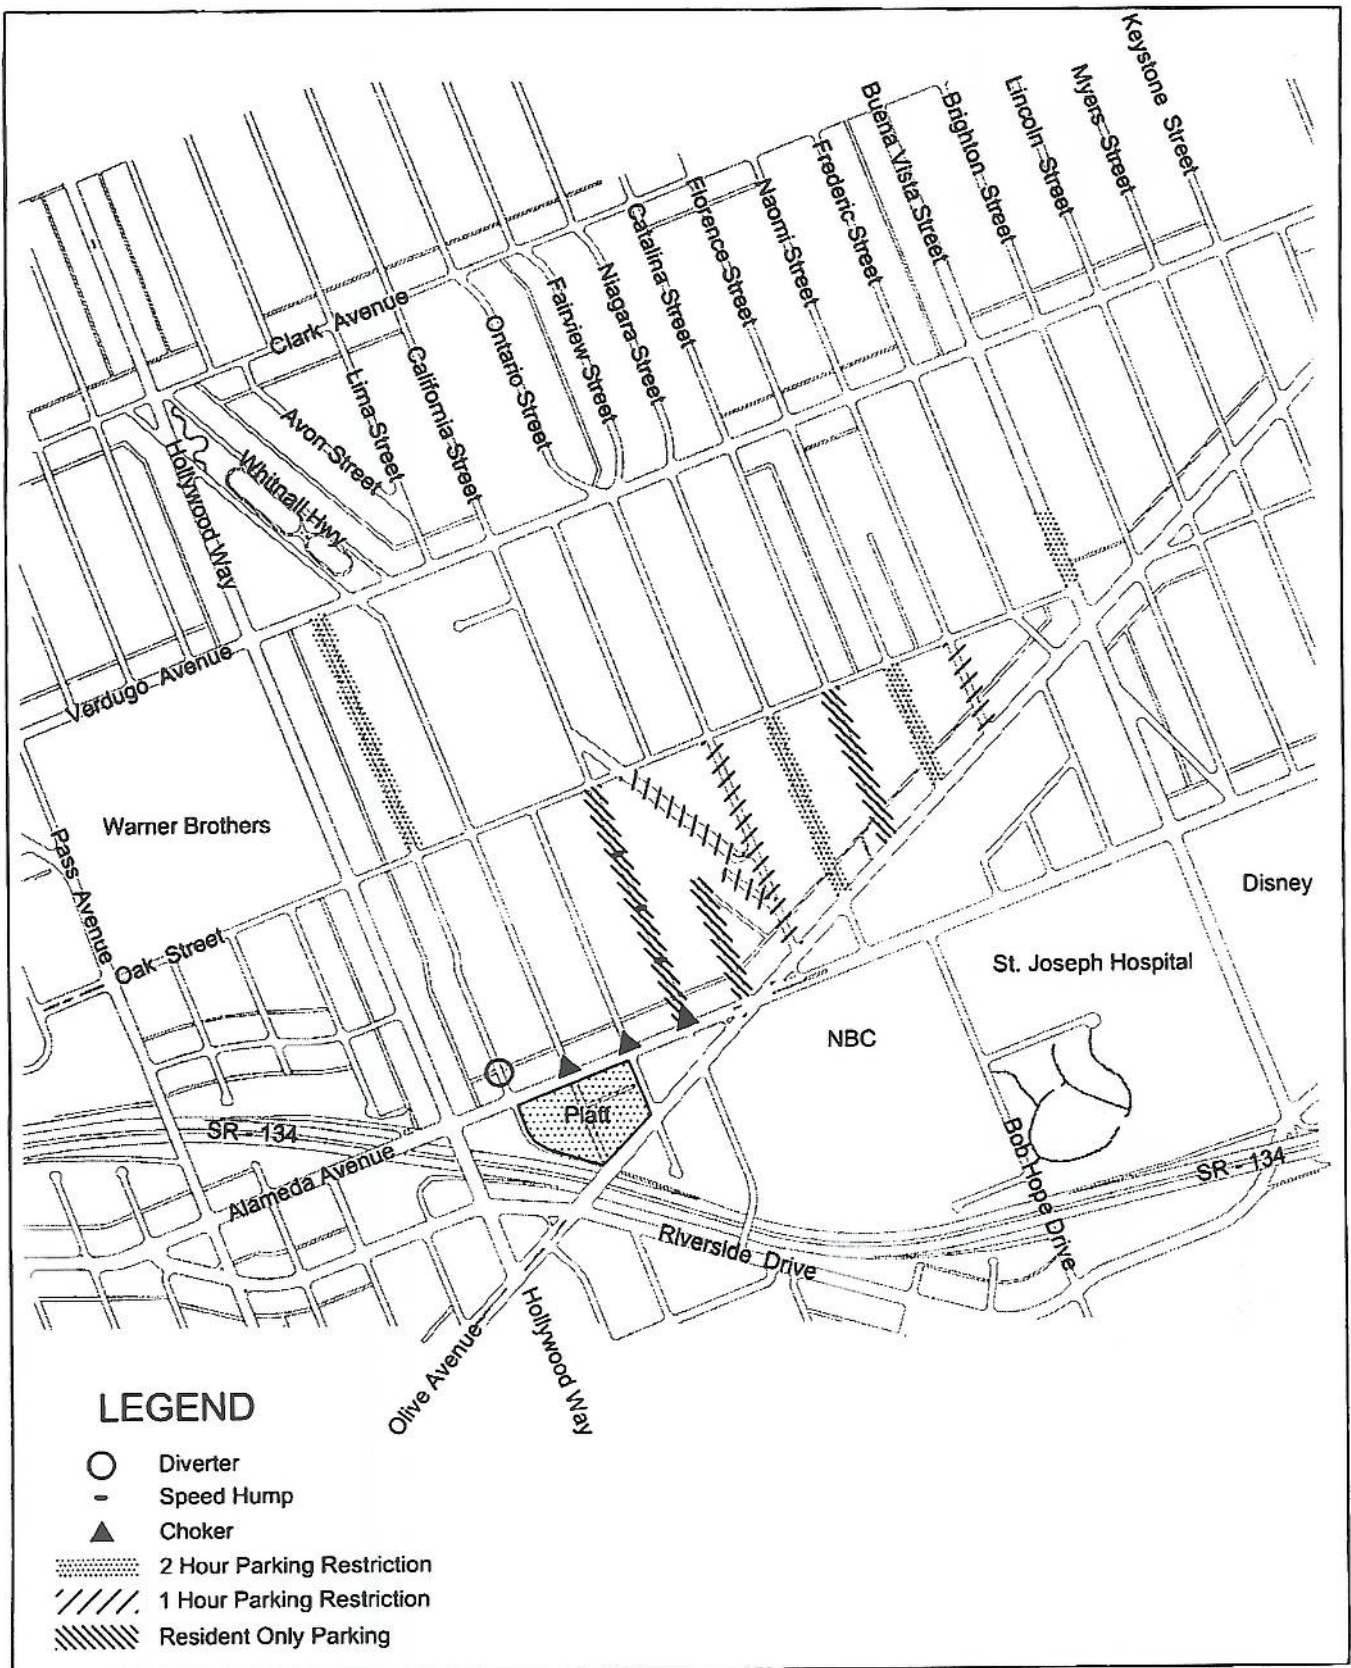 Keystone Street
Myers Street
Lincoln Street
Brighton Street
Buena Vista Street
Frederic Street
Naomi Street
Florence Street
Catalina Street
Niagara Street
Fairview Street
Ontario Street
California Street
Lima Street
Clark Avenue
Avon Street
Whitnall Hwy
Hollywood Way
Verdugo Avenue
Warner Brothers
Pass Avenue
Oak Street
Disney
St. Joseph Hospital
NBC
Platt
SR - 134
Alameda Avenue
Bob Hope Drive
SR - 134
Riverside Drive
Olive Avenue
Hollywood Way
LEGEND
Diverter
Speed Hump
Choker
2 Hour Parking Restriction
1 Hour Parking Restriction
Resident Only Parking